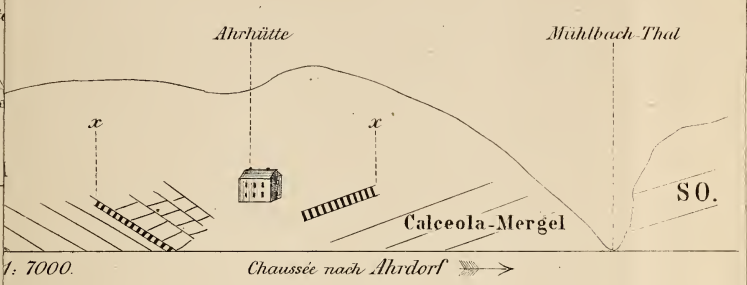 Ahrhütte Mühlbach-Thal
x x
SO.
Calceola-Mergel
1: 7000. Chaussée nach Ahrdorf